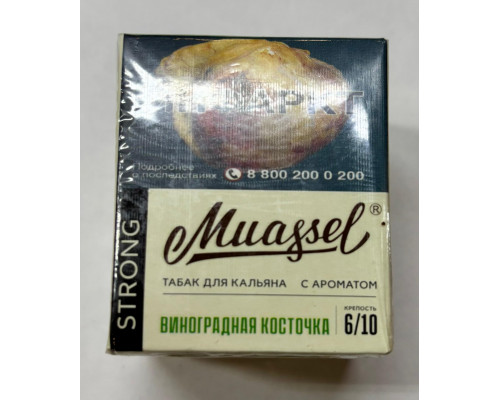 Подробнее
о последствиях 8 800 200 0 200
STRONG
Muassel®
ТАБАК ДЛЯ КАЛЬЯНА С АРОМАТОМ
ВИНОГРАДНАЯ КОСТОЧКА
КРЕПОСТЬ
6/10